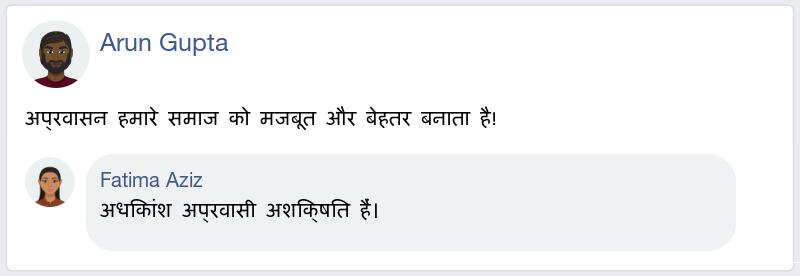 Arun Gupta
अप्रवासन हमारे समाज को मजबूत और बेहतर बनाता है!
Fatima Aziz
अधिकांश अप्रवासी अशिक्षित हैं।